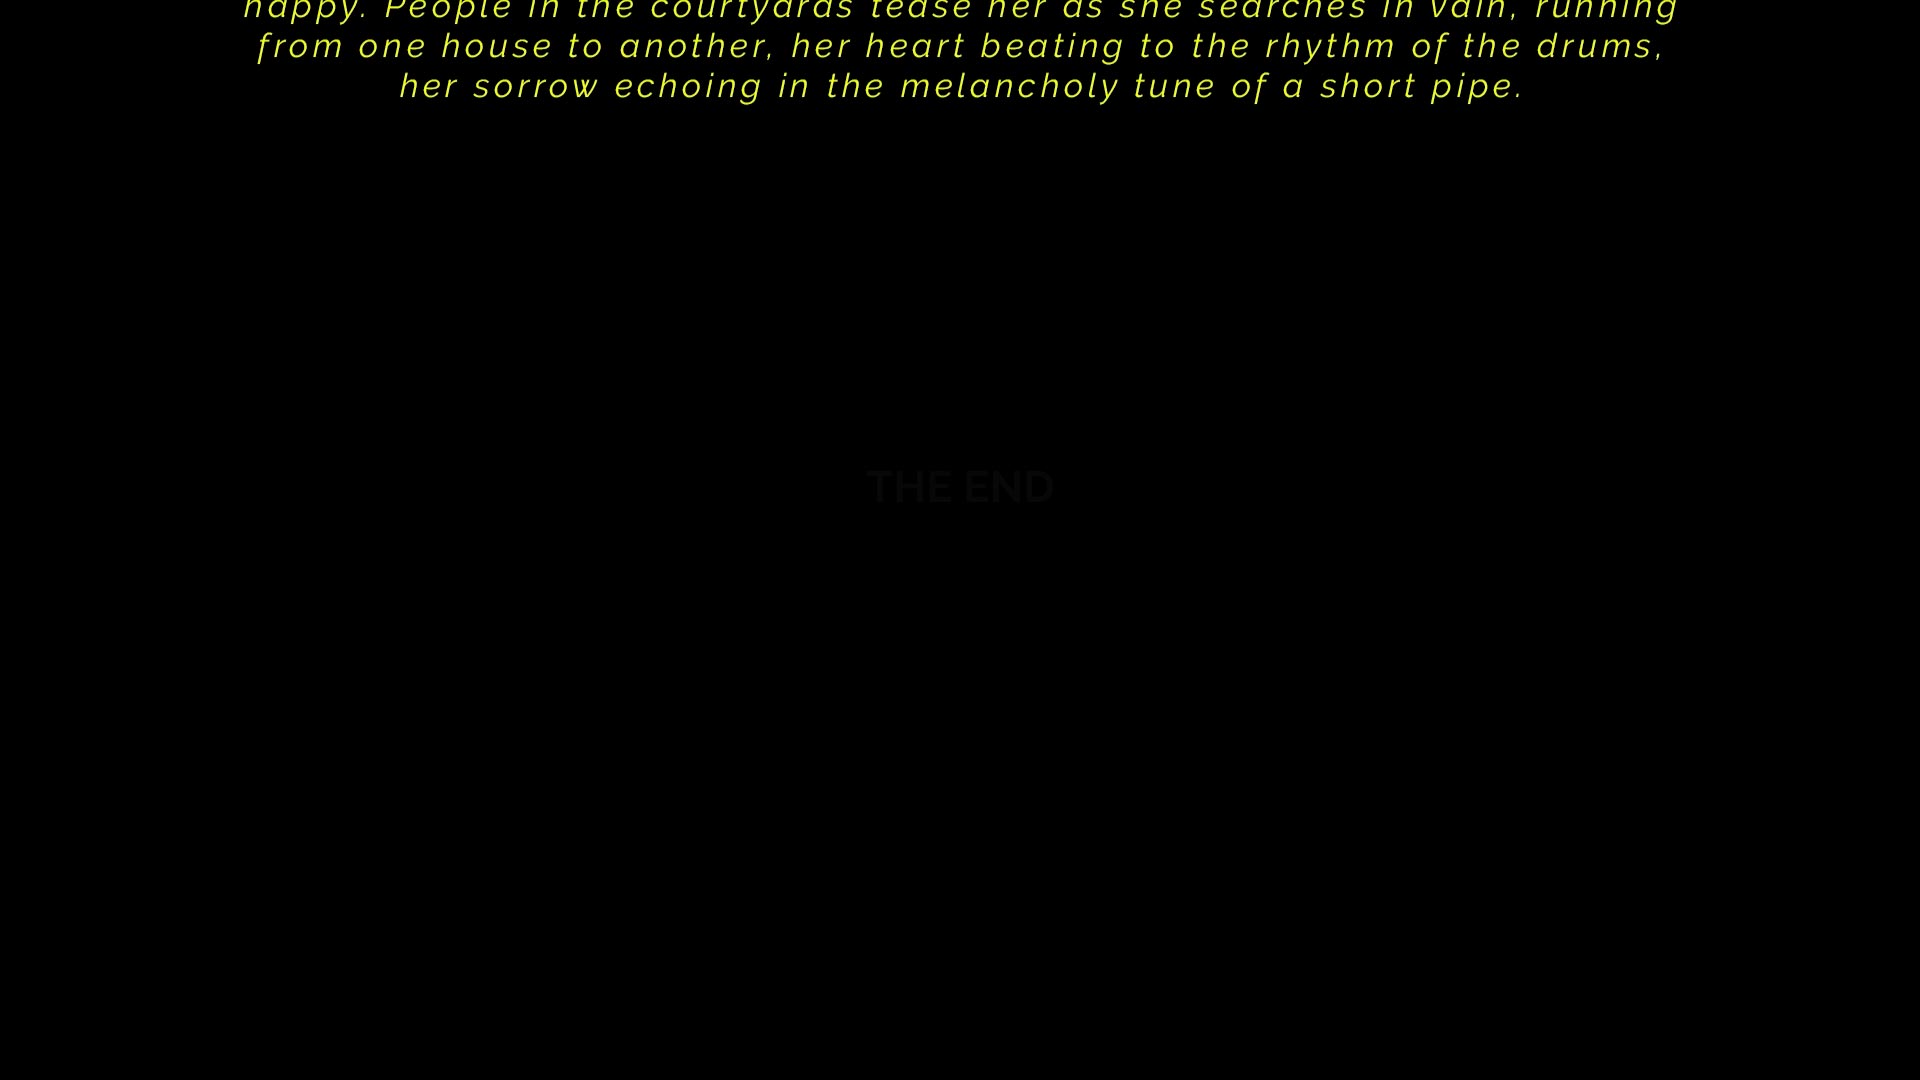 happy. People in the courtyards tease her as she searches in vain, running
from one house to another, her heart beating to the rhythm of the drums,
her sorrow echoing in the melancholy tune of a short pipe.
THE END